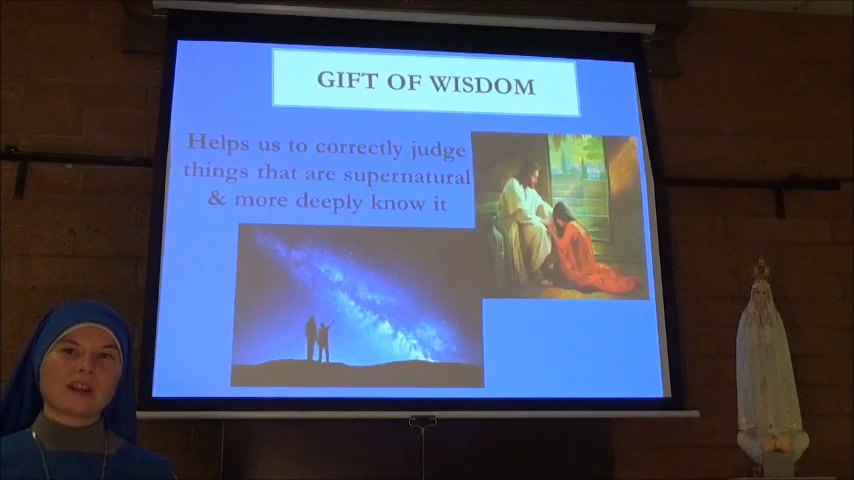 GIFT OF WISDOM
Helps us to correctly judge
things that are supernatural
& more deeply know it